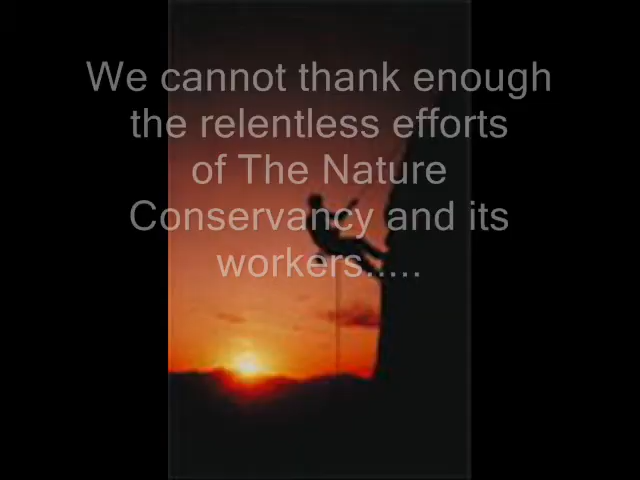 We cannot thank enough
the relentless efforts
of The Nature
Conservancy and its
workers.....